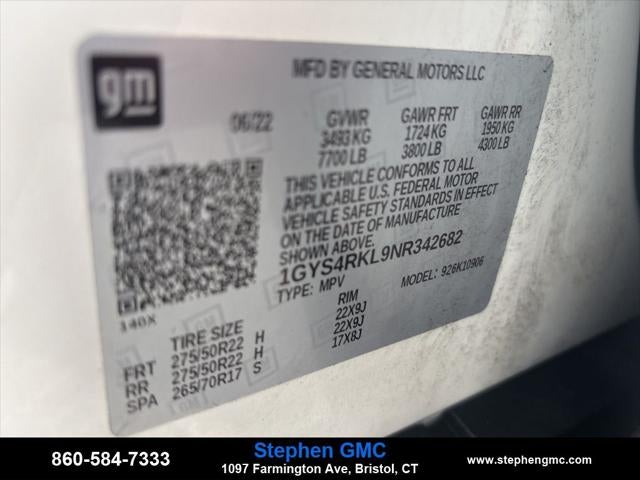 gm
MFD BY GENERAL MOTORS LLC
06/22
GVWR GAWR FRT GAWR RR
3493 KG 1724 KG 1950 KG
7700 LB 3800 LB 4300 LB
THIS VEHICLE CONFORMS TO ALL
APPLICABLE U.S. FEDERAL MOTOR
VEHICLE SAFETY STANDARDS IN EFFECT
ON THE DATE OF MANUFACTURE
SHOWN ABOVE.
1GYS4RKL9NR342682
TYPE: MPV MODEL: 926K10906
140X
TIRE SIZE RIM
FRT 275/50R22 H 22X9J
RR 275/50R22 H 22X9J
SPA 265/70R17 S 17X8J
860-584-7333
Stephen GMC
1097 Farmington Ave, Bristol, CT
www.stephengmc.com